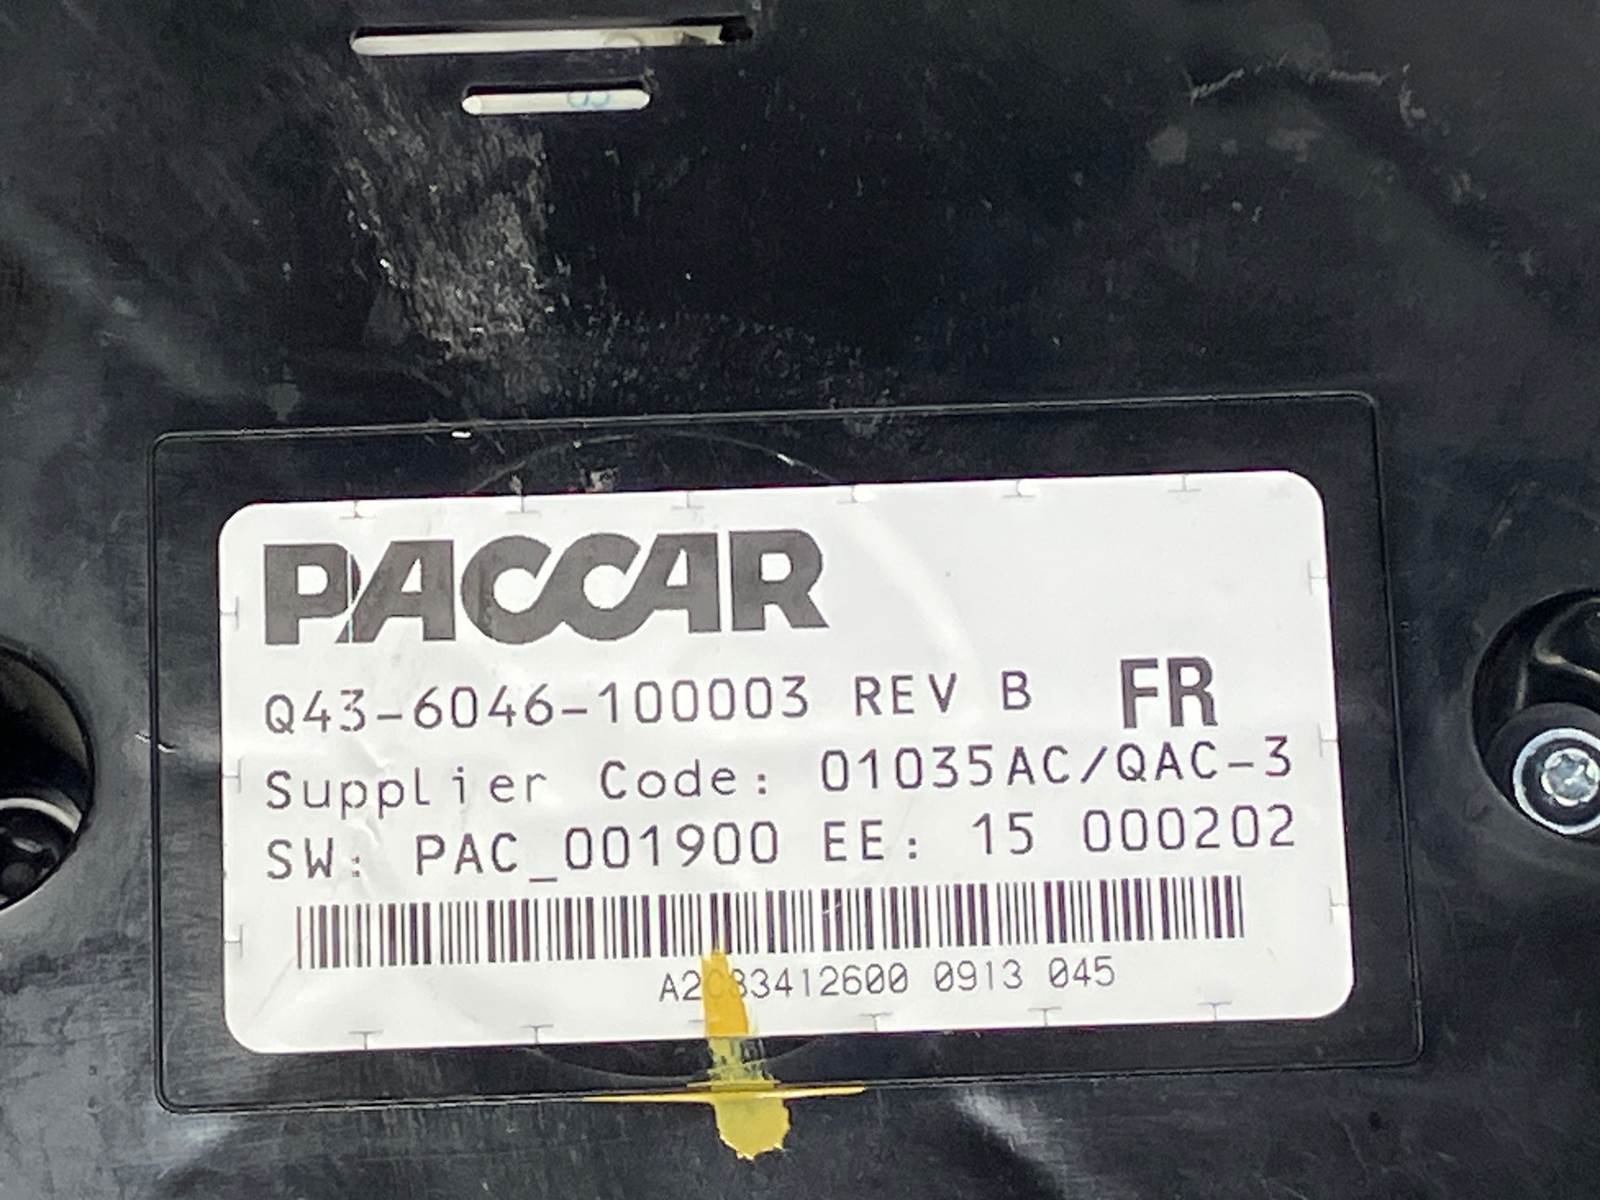 PACCAR
Q43-6046-100003 REV B FR
Supplier Code: 01035AC/QAC-3
SW: PAC_001900 EE: 15 000202
A2C83412600 0913 045